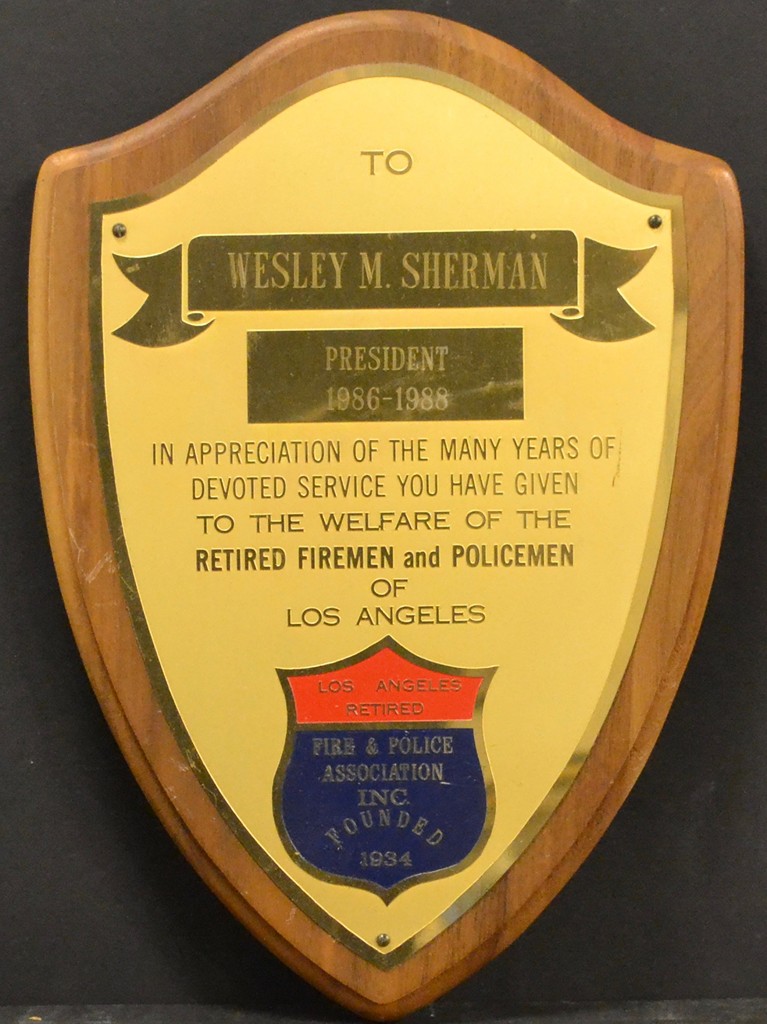 TO
WESLEY M. SHERMAN
PRESIDENT
1986-1988
IN APPRECIATION OF THE MANY YEARS OF
DEVOTED SERVICE YOU HAVE GIVEN
TO THE WELFARE OF THE
RETIRED FIREMEN and POLICEMEN
OF
LOS ANGELES
LOS ANGELES
RETIRED
FIRE & POLICE
ASSOCIATION
INC.
FOUNDED
1934